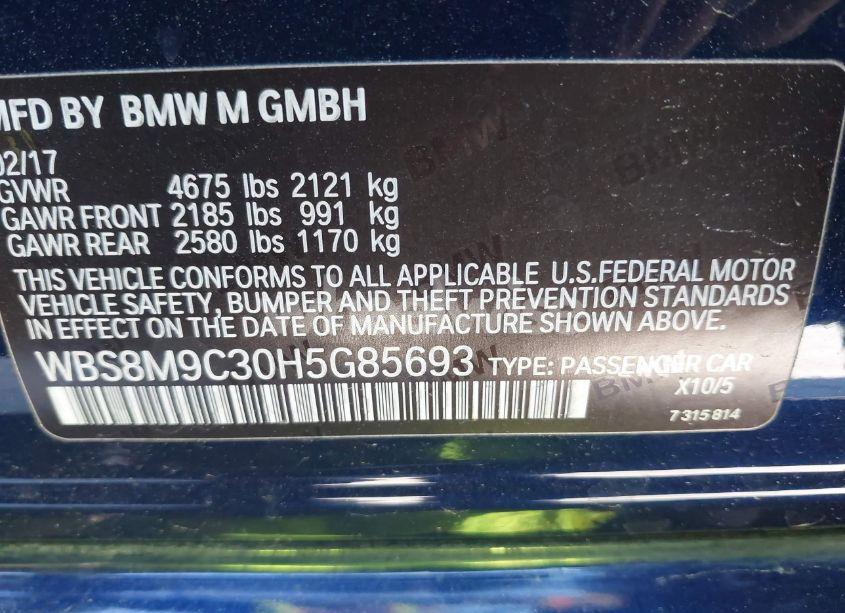 MFD BY BMW M GMBH
02/17
GVWR 4675 lbs 2121 kg
GAWR FRONT 2185 lbs 991 kg
GAWR REAR 2580 lbs 1170 kg
THIS VEHICLE CONFORMS TO ALL APPLICABLE U.S.FEDERAL MOTOR
VEHICLE SAFETY, BUMPER AND THEFT PREVENTION STANDARDS
IN EFFECT ON THE DATE OF MANUFACTURE SHOWN ABOVE.
WBS8M9C30H5G85693 TYPE: PASSENGER CAR
X10/5
7315814